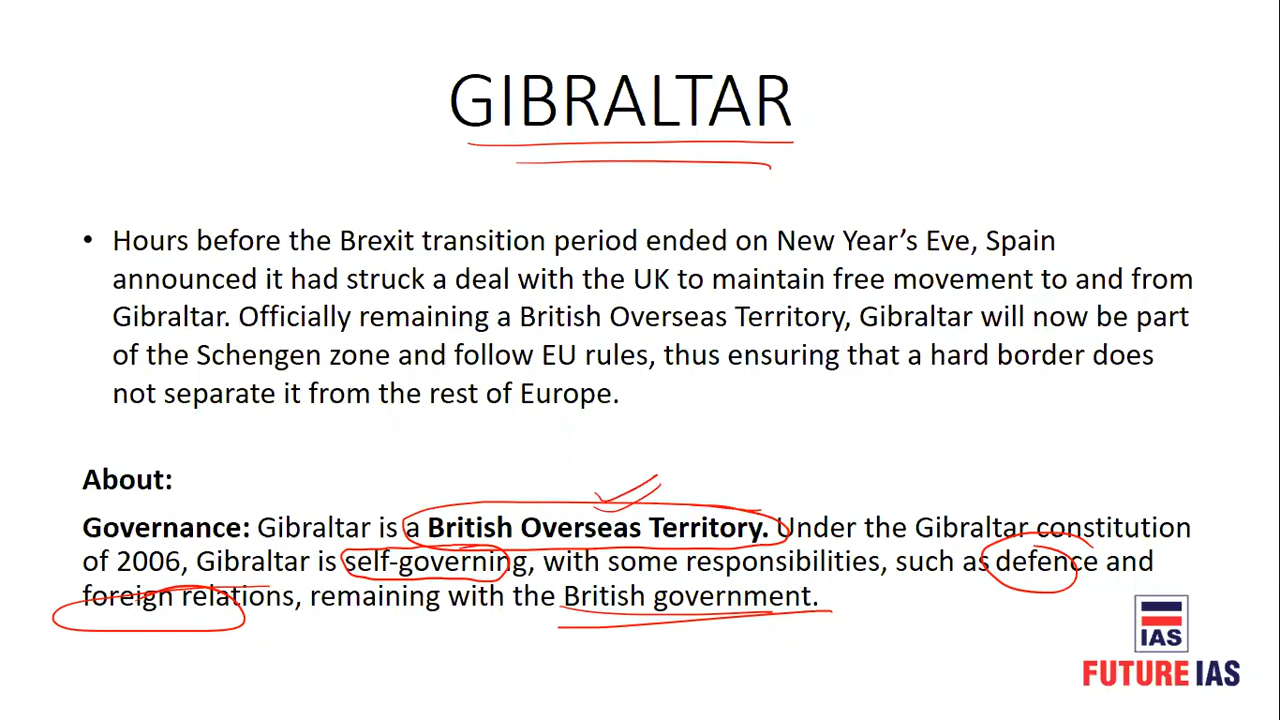 GIBRALTAR
• Hours before the Brexit transition period ended on New Year’s Eve, Spain
announced it had struck a deal with the UK to maintain free movement to and from
Gibraltar. Officially remaining a British Overseas Territory, Gibraltar will now be part
of the Schengen zone and follow EU rules, thus ensuring that a hard border does
not separate it from the rest of Europe.
About:
Governance: Gibraltar is a British Overseas Territory. Under the Gibraltar constitution
of 2006, Gibraltar is self-governing, with some responsibilities, such as defence and
foreign relations, remaining with the British government.
IAS
FUTURE IAS